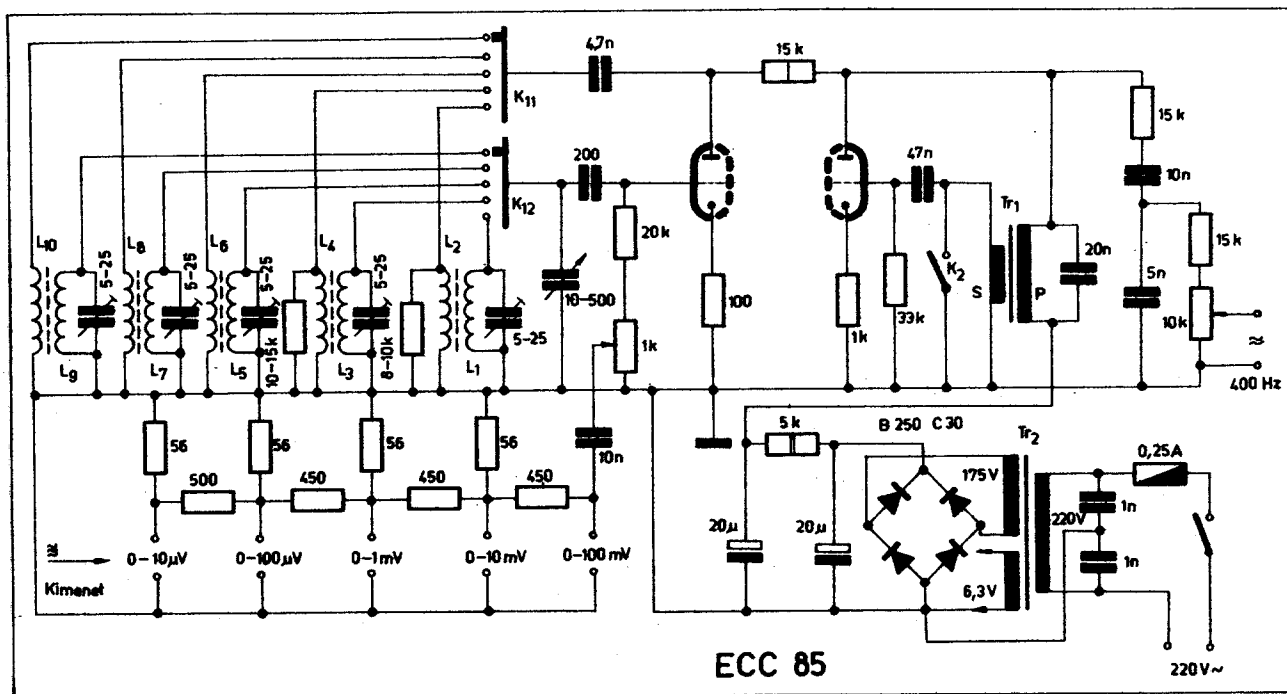 4,7n
15 k
K11
K12
200
47n
15 k
10n
L10
L8
L6
L4
L2
5-25
5-25
5-25
5-25
5-25
20k
10-500
100
1k
33k
K2
Tr1
S
P
20n
5n
15 k
10k
≈
400 Hz
L9
L7
L5
10-15k
L3
8-10k
L1
1k
56
56
56
56
10n
500
450
450
450
5 k
B 250 C 30
Tr2
0,25A
175V
220V
1n
1n
20µ
20µ
6,3V
≈
Kimenet
0-10µV
0-100µV
0-1mV
0-10mV
0-100mV
ECC 85
220V~